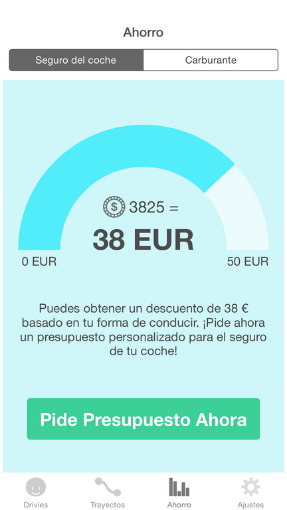 Ahorro
Seguro del coche
Carburante
3825 =
38 EUR
0 EUR
50 EUR
Puedes obtener un descuento de 38 €
basado en tu forma de conducir. ¡Pide ahora
un presupuesto personalizado para el seguro
de tu coche!
Pide Presupuesto Ahora
Drivies
Trayectos
Ahorro
Ajustes